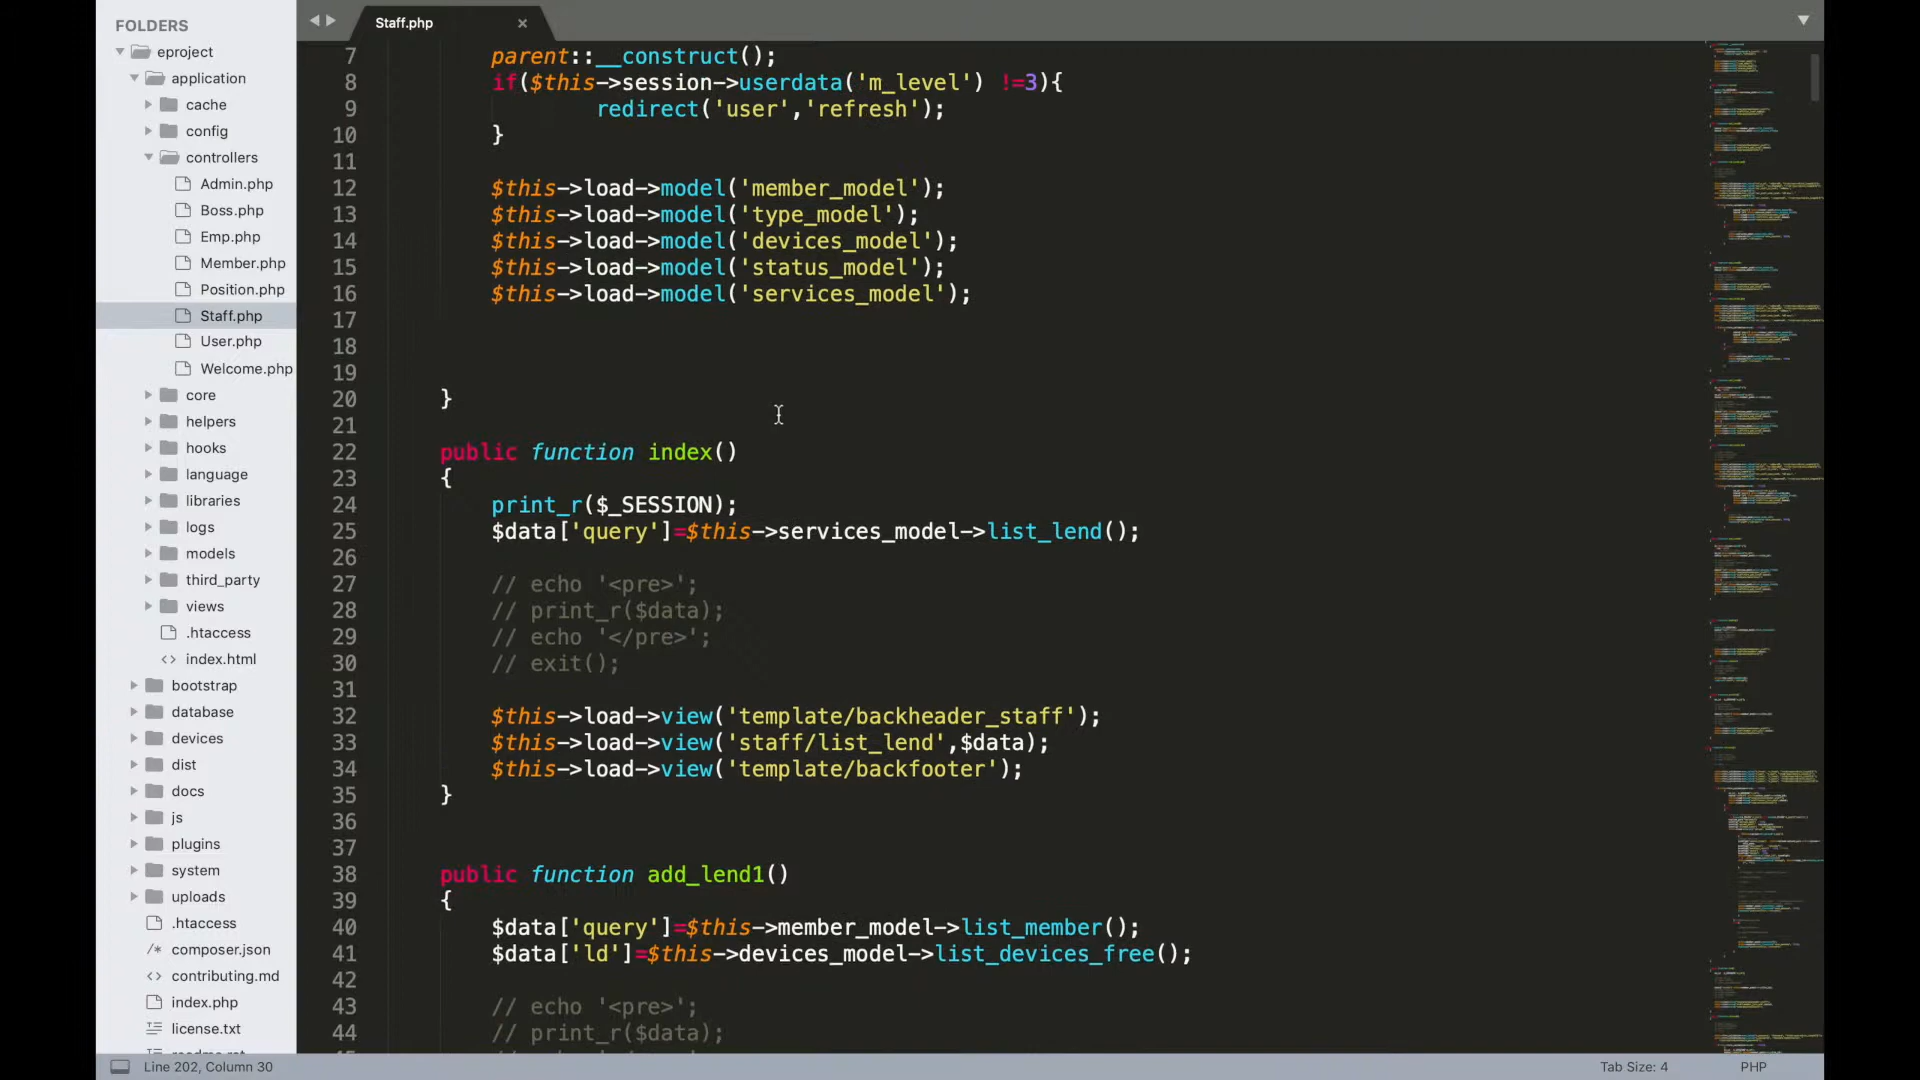 FOLDERS
eproject
application
cache
config
controllers
Admin.php
Boss.php
Emp.php
Member.php
Position.php
Staff.php
User.php
Welcome.php
core
helpers
hooks
language
libraries
logs
models
third_party
views
.htaccess
<> index.html
bootstrap
database
devices
dist
docs
js
plugins
system
uploads
.htaccess
/* composer.json
<> contributing.md
index.php
license.txt
Staff.php ×
7 parent::__construct();
8 if($this->session->userdata('m_level') !=3){
9 redirect('user','refresh');
10 }
11
12 $this->load->model('member_model');
13 $this->load->model('type_model');
14 $this->load->model('devices_model');
15 $this->load->model('status_model');
16 $this->load->model('services_model');
17
18
19
20 }
21
22 public function index()
23 {
24 print_r($_SESSION);
25 $data['query']=$this->services_model->list_lend();
26
27 // echo '<pre>';
28 // print_r($data);
29 // echo '</pre>';
30 // exit();
31
32 $this->load->view('template/backheader_staff');
33 $this->load->view('staff/list_lend',$data);
34 $this->load->view('template/backfooter');
35 }
36
37
38 public function add_lend1()
39 {
40 $data['query']=$this->member_model->list_member();
41 $data['ld']=$this->devices_model->list_devices_free();
42
43 // echo '<pre>';
44 // print_r($data);
Line 202, Column 30
Tab Size: 4
PHP